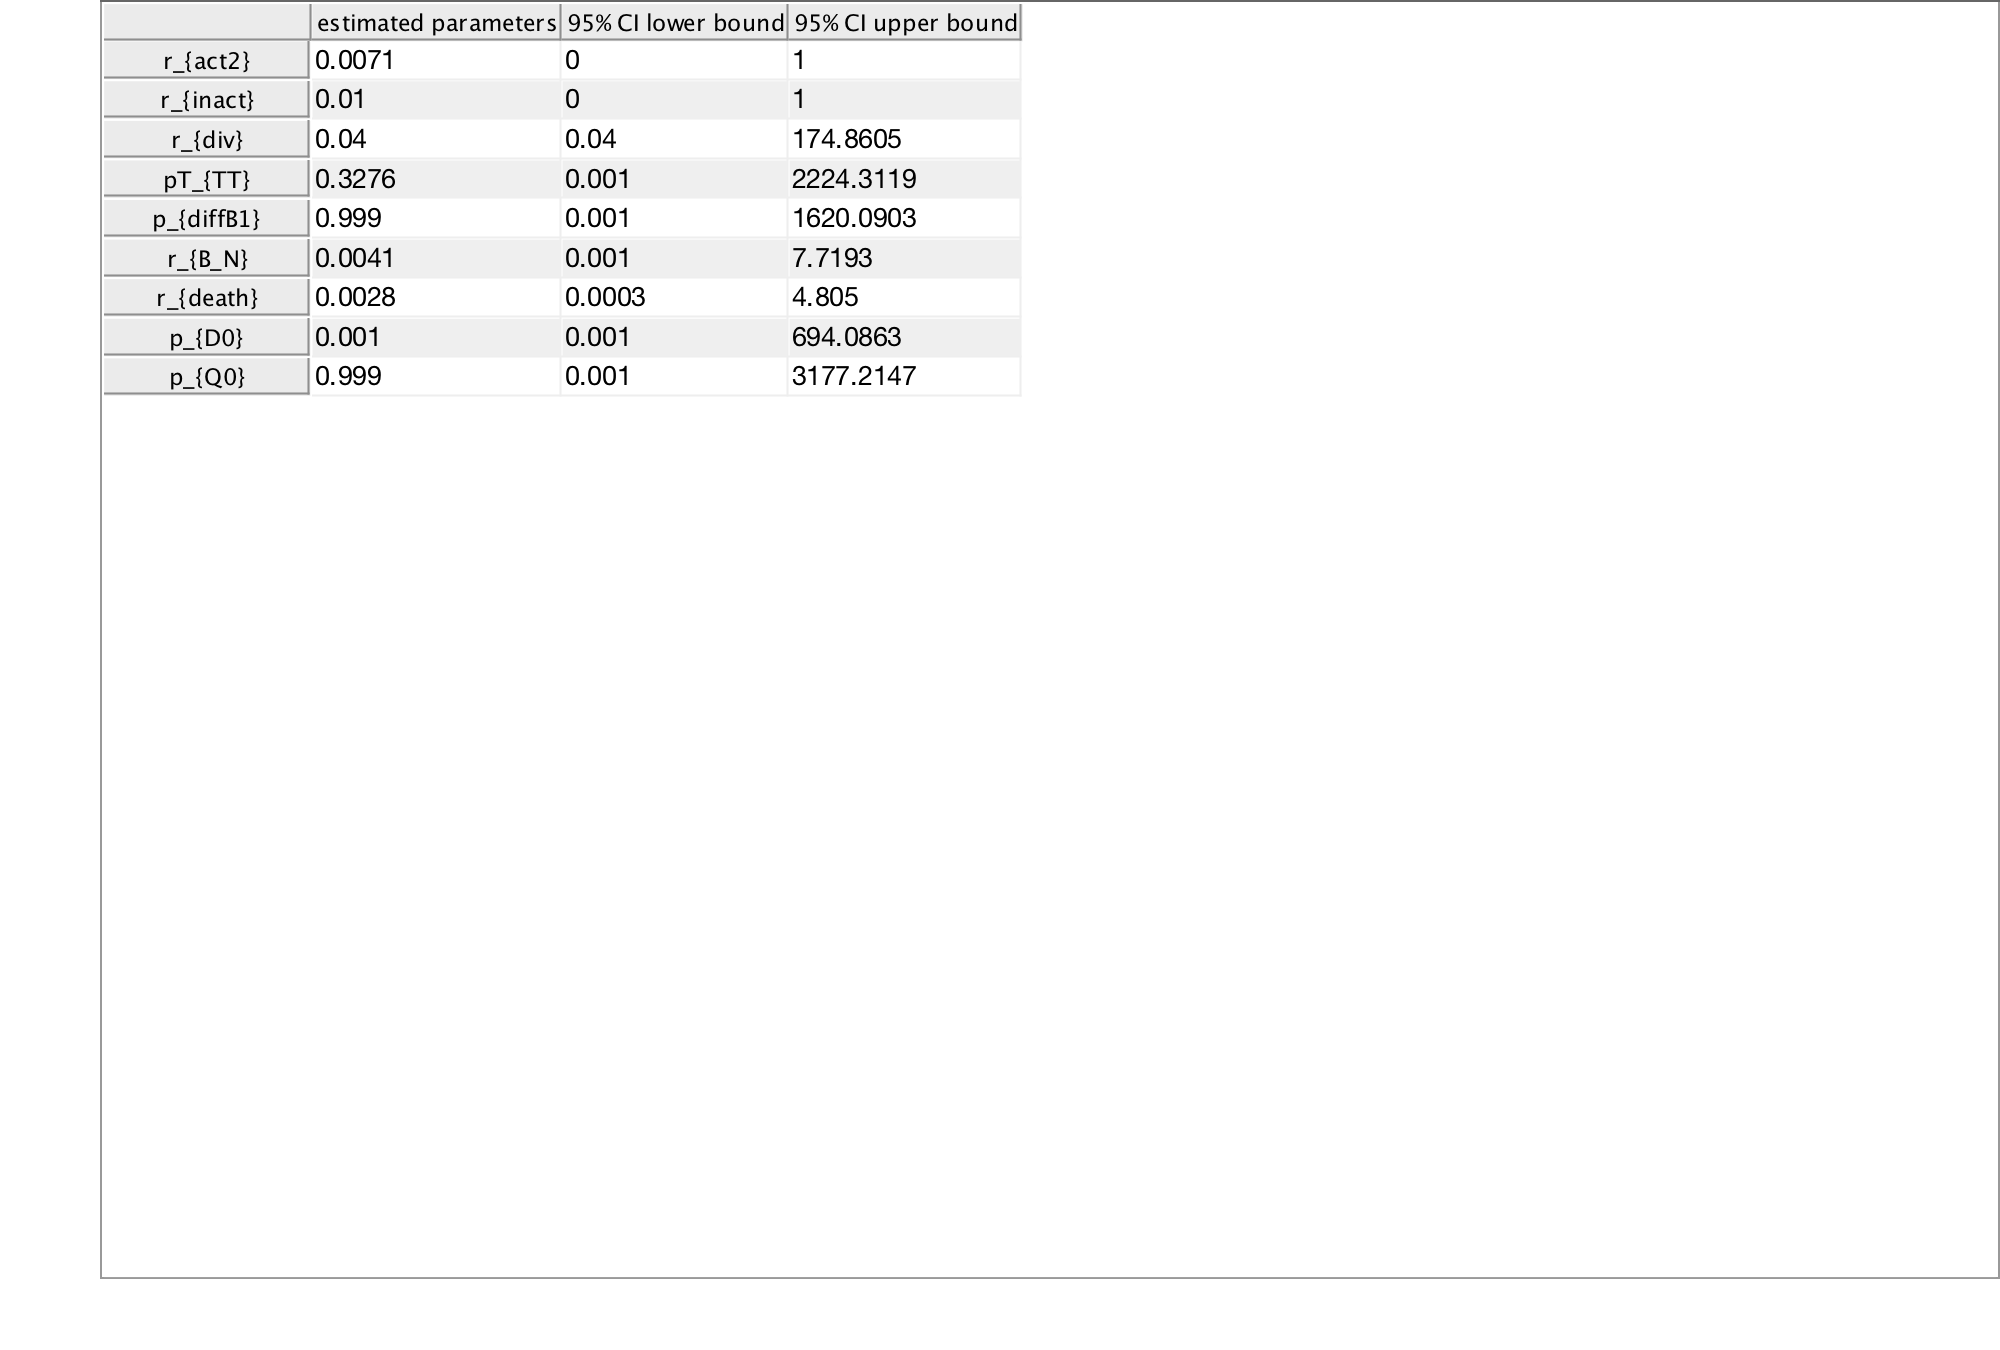 estimated parameters 95% CI lower bound 95% CI upper bound
r_{act2} 0.0071 0 1
r_{inact} 0.01 0 1
r_{div} 0.04 0.04 174.8605
pT_{TT} 0.3276 0.001 2224.3119
p_{diffB1} 0.999 0.001 1620.0903
r_{B_N} 0.0041 0.001 7.7193
r_{death} 0.0028 0.0003 4.805
p_{D0} 0.001 0.001 694.0863
p_{Q0} 0.999 0.001 3177.2147